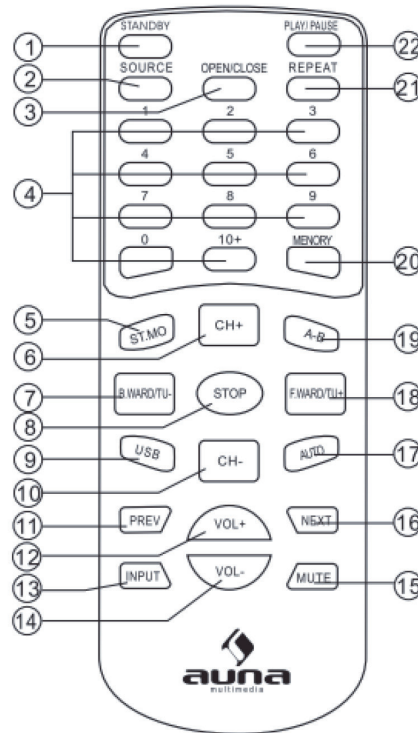 STANDBY PLAY/PAUSE
1 22
SOURCE OPEN/CLOSE REPEAT
2 21
3
1 2 3
4 5 6
4
7 8 9
0 10+ MENORY
20
5 ST.MO CH+ A-B 19
6
7 B.WARD/TU- STOP F.WARD/TU+ 18
8
9 USB CH- AUTO 17
10
11 PREV VOL+ NEXT 16
12
13 INPUT VOL- MUTE 15
14
auna
multimedia